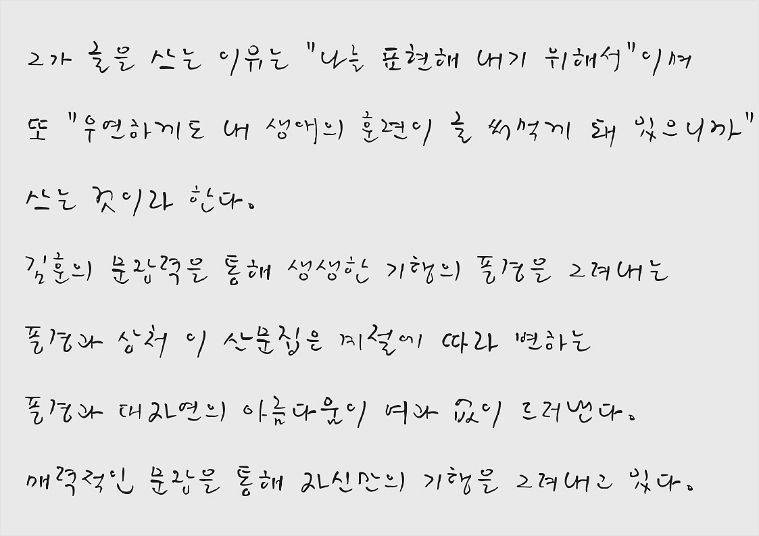 그가 글을 쓰는 이유는 "나를 표현해 내기 위해서"이며
또 "우연하게도 내 생애의 훈련이 글 써먹게 돼 있으니까"
쓰는 것이라 한다.
김훈의 문장력을 통해 생생한 기행의 풍경을 그려내는
풍경과 상처 이 산문집은 계절에 따라 변하는
풍경과 대자연의 아름다움이 여과 없이 드러낸다.
매력적인 문장을 통해 자신만의 기행을 그려내고 있다.